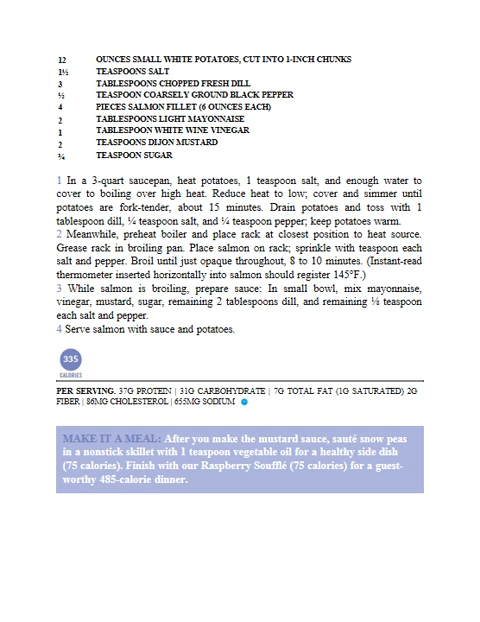 12 OUNCES SMALL WHITE POTATOES, CUT INTO 1-INCH CHUNKS
1½ TEASPOONS SALT
3 TABLESPOONS CHOPPED FRESH DILL
½ TEASPOON COARSELY GROUND BLACK PEPPER
4 PIECES SALMON FILLET (6 OUNCES EACH)
2 TABLESPOONS LIGHT MAYONNAISE
1 TABLESPOON WHITE WINE VINEGAR
2 TEASPOONS DIJON MUSTARD
¼ TEASPOON SUGAR
1 In a 3-quart saucepan, heat potatoes, 1 teaspoon salt, and enough water to
cover to boiling over high heat. Reduce heat to low; cover and simmer until
potatoes are fork-tender, about 15 minutes. Drain potatoes and toss with 1
tablespoon dill, ¼ teaspoon salt, and ¼ teaspoon pepper; keep potatoes warm.
2 Meanwhile, preheat boiler and place rack at closest position to heat source.
Grease rack in broiling pan. Place salmon on rack; sprinkle with teaspoon each
salt and pepper. Broil until just opaque throughout, 8 to 10 minutes. (Instant-read
thermometer inserted horizontally into salmon should register 145°F.)
3 While salmon is broiling, prepare sauce: In small bowl, mix mayonnaise,
vinegar, mustard, sugar, remaining 2 tablespoons dill, and remaining ⅛ teaspoon
each salt and pepper.
4 Serve salmon with sauce and potatoes.
335
CALORIES
PER SERVING. 37G PROTEIN | 31G CARBOHYDRATE | 7G TOTAL FAT (1G SATURATED) 2G
FIBER | 86MG CHOLESTEROL | 655MG SODIUM
MAKE IT A MEAL: After you make the mustard sauce, sauté snow peas
in a nonstick skillet with 1 teaspoon vegetable oil for a healthy side dish
(75 calories). Finish with our Raspberry Soufflé (75 calories) for a guest-
worthy 485-calorie dinner.